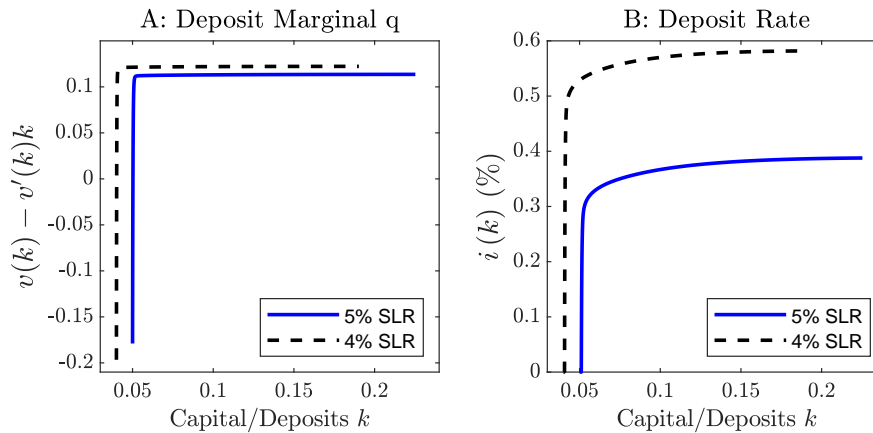 A: Deposit Marginal q
v(k) − v′(k)k
0.1
0.05
0
-0.05
-0.1
-0.15
-0.2
0.05
0.1
0.15
0.2
Capital/Deposits k
5% SLR
4% SLR
B: Deposit Rate
i (k) (%)
0.6
0.5
0.4
0.3
0.2
0.1
0
0.05
0.1
0.15
0.2
Capital/Deposits k
5% SLR
4% SLR